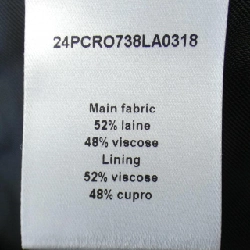 24PCRO738LA0318
Main fabric
52% laine
48% viscose
Lining
52% viscose
48% cupro